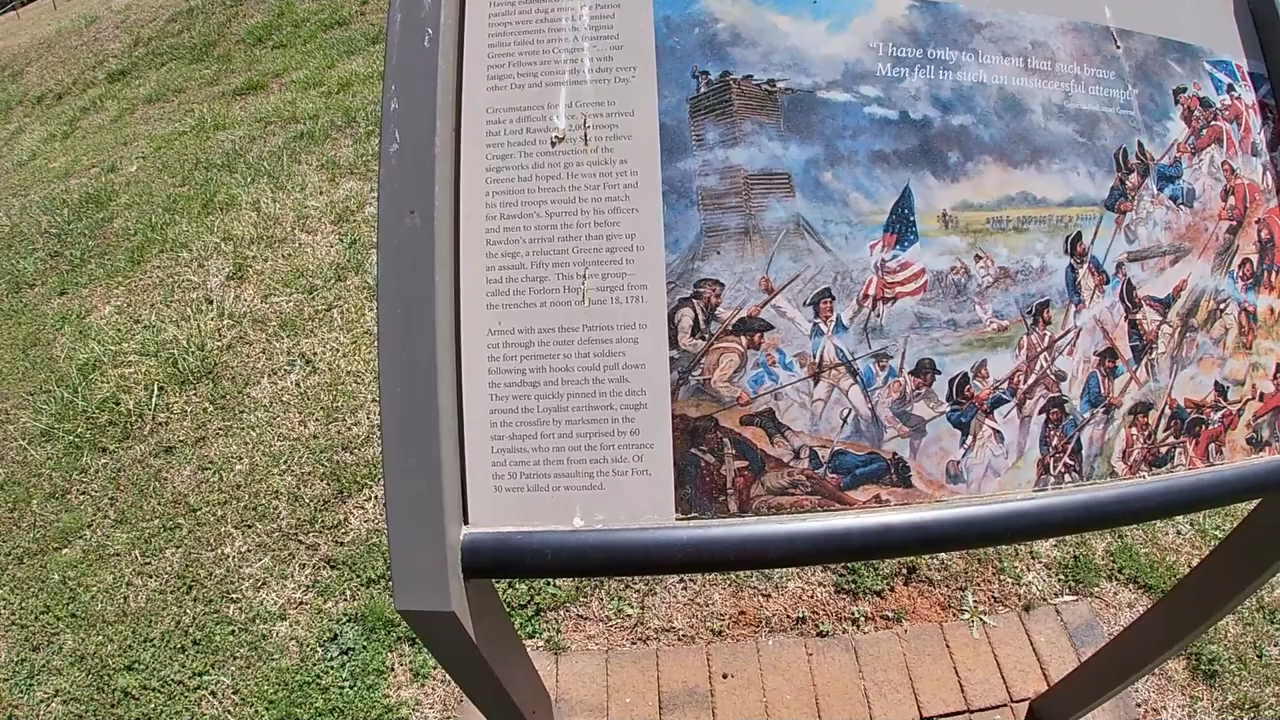 Having established
parallel and dug a mine, the Patriot
troops were exhausted. Promised
reinforcements from the Virginia
militia failed to arrive. A frustrated
Greene wrote to Congress "... our
poor Fellows are worne out with
fatigue, being constantly on duty every
other Day and sometimes every Day."
Circumstances forced Greene to
make a difficult choice. News arrived
that Lord Rawdon 2,000 troops
were headed to Ninety Six to relieve
Cruger. The construction of the
siegeworks did not go as quickly as
Greene had hoped. He was not yet in
a position to breach the Star Fort and
his tired troops would be no match
for Rawdon's. Spurred by his officers
and men to storm the fort before
Rawdon's arrival rather than give up
the siege, a reluctant Greene agreed to
an assault. Fifty men volunteered to
lead the charge. This brave group—
called the Forlorn Hope—surged from
the trenches at noon on June 18, 1781.
Armed with axes these Patriots tried to
cut through the outer defenses along
the fort perimeter so that soldiers
following with hooks could pull down
the sandbags and breach the walls.
They were quickly pinned in the ditch
around the Loyalist earthwork, caught
in the crossfire by marksmen in the
star-shaped fort and surprised by 60
Loyalists, who ran out the fort entrance
and came at them from each side. Of
the 50 Patriots assaulting the Star Fort,
30 were killed or wounded.
"I have only to lament that such brave
Men fell in such an unsuccessful attempt."
General Nathanael Greene